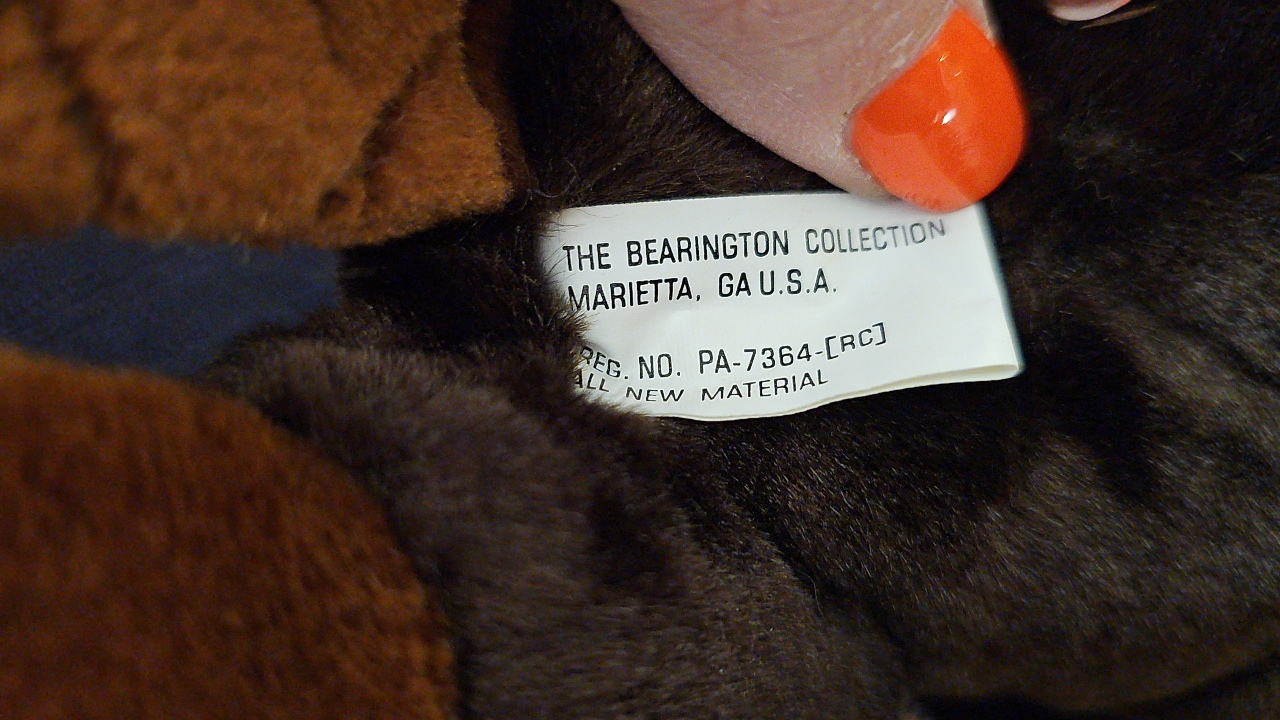 THE BEARINGTON COLLECTION
MARIETTA, GA U.S.A.
REG. NO. PA-7364-[RC]
ALL NEW MATERIAL